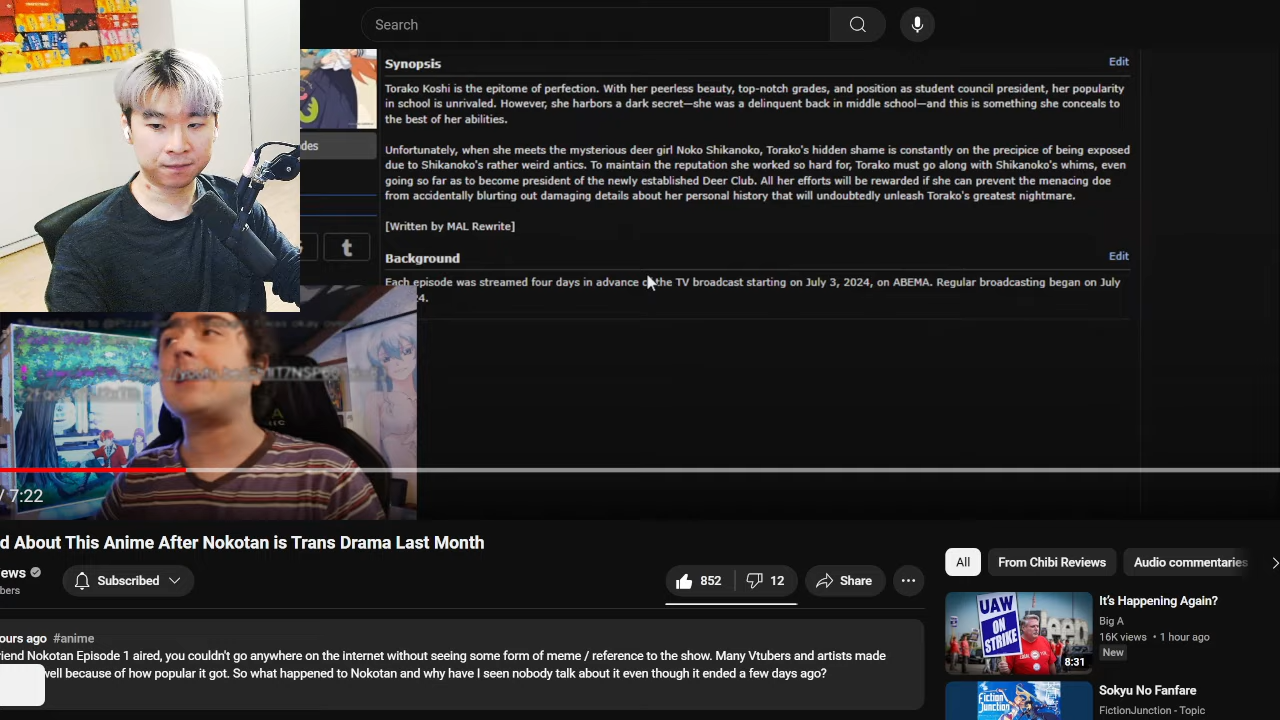 Search
Synopsis
Edit
Torako Koshi is the epitome of perfection. With her peerless beauty, top-notch grades, and position as student council president, her popularity
in school is unrivaled. However, she harbors a dark secret—she was a delinquent back in middle school—and this is something she conceals to
the best of her abilities.
des
Unfortunately, when she meets the mysterious deer girl Noko Shikanoko, Torako's hidden shame is constantly on the precipice of being exposed
due to Shikanoko's rather weird antics. To maintain the reputation she worked so hard for, Torako must go along with Shikanoko's whims, even
going so far as to become president of the newly established Deer Club. All her efforts will be rewarded if she can prevent the menacing doe
from accidentally blurting out damaging details about her personal history that will undoubtedly unleash Torako's greatest nightmare.
[Written by MAL Rewrite]
t
Background
Edit
Each episode was streamed four days in advance of the TV broadcast starting on July 3, 2024, on ABEMA. Regular broadcasting began on July
24.
/ 7:22
d About This Anime After Nokotan is Trans Drama Last Month
ews
bers
Subscribed
852
12
Share
All
From Chibi Reviews
Audio commentaries
UAW
ON
STRIKE
Jeep
8:31
It's Happening Again?
Big A
16K views • 1 hour ago
New
ours ago #anime
riend Nokotan Episode 1 aired, you couldn't go anywhere on the internet without seeing some form of meme / reference to the show. Many Vtubers and artists made
well because of how popular it got. So what happened to Nokotan and why have I seen nobody talk about it even though it ended a few days ago?
Fiction
Junction
Sokyu No Fanfare
FictionJunction - Topic